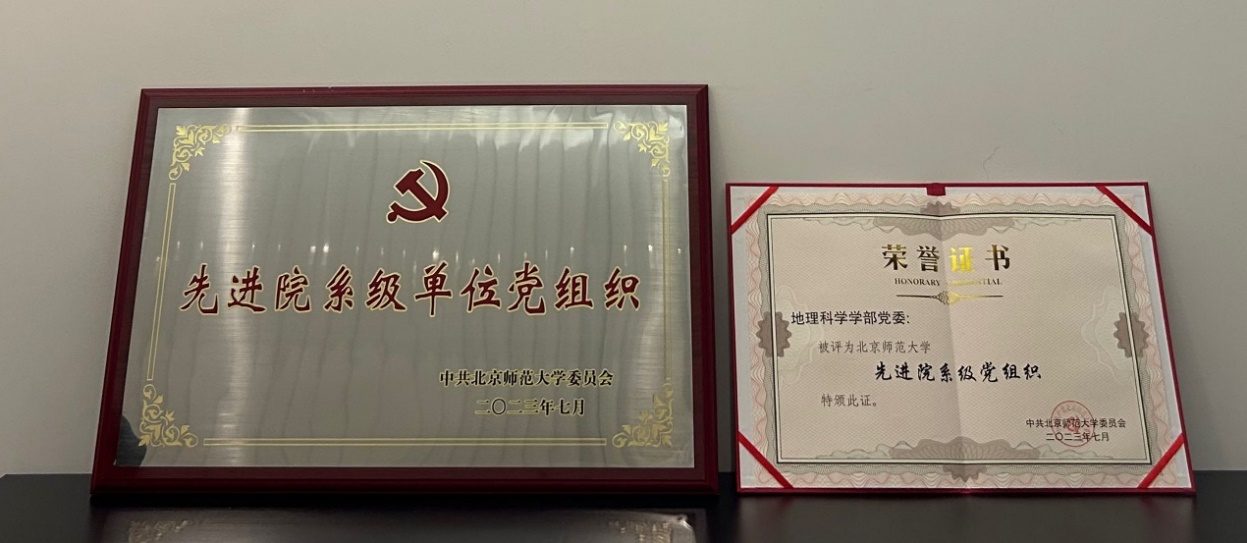 先进院系级单位党组织
中共北京师范大学委员会
二〇二三年七月
荣誉证书
HONORARY
地理科学学部党委:
被评为北京师范大学
先进院系级党组织
特颁此证。
中共北京师范大学委员会
二〇二三年七月